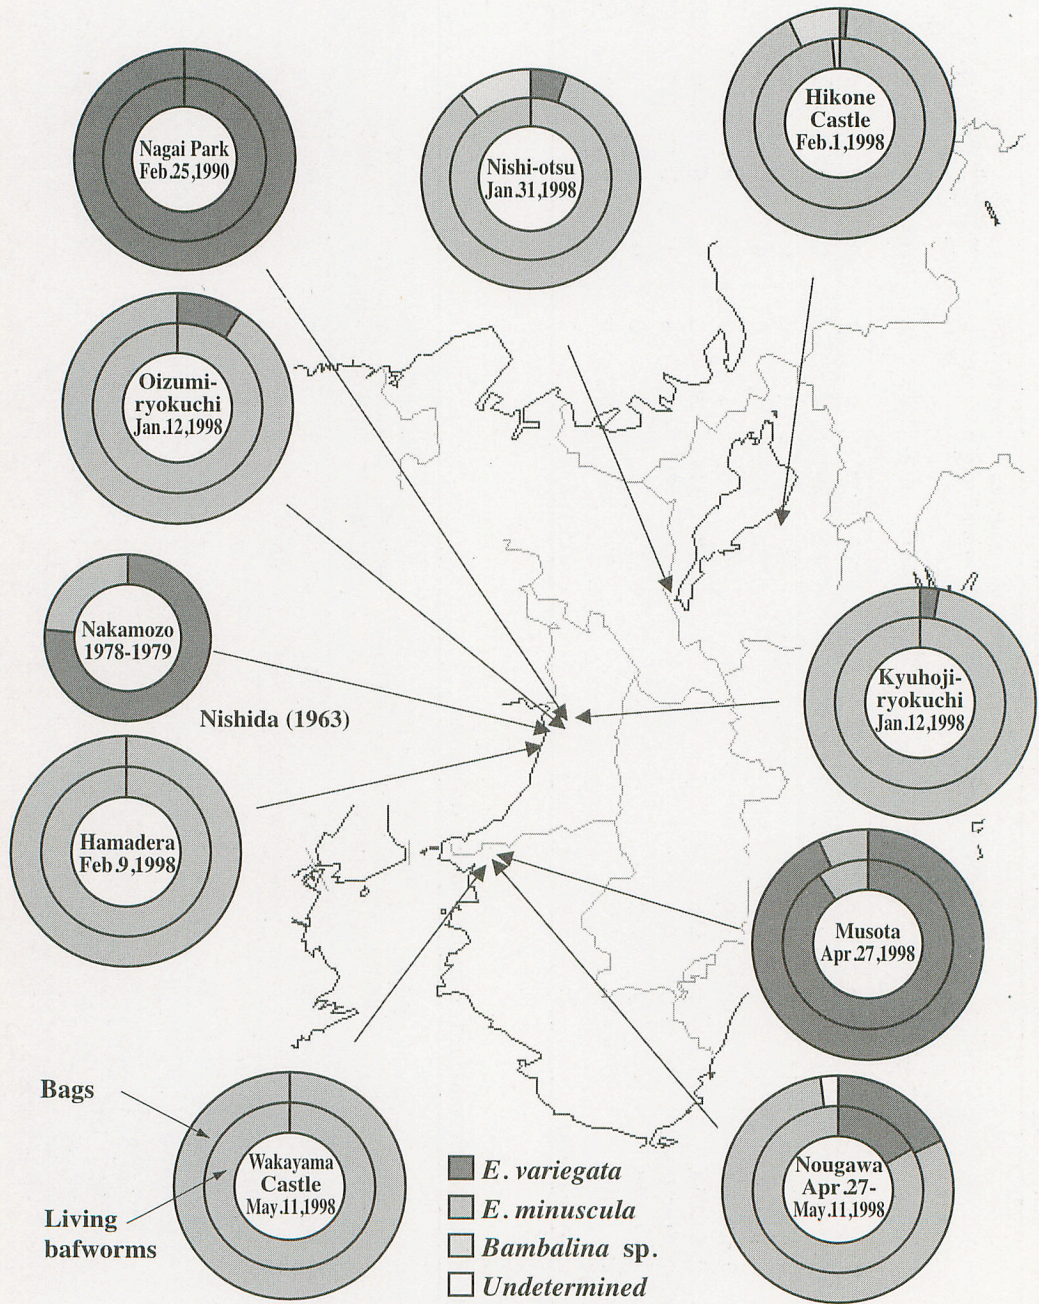 Nagai Park
Feb.25,1990
Nishi-otsu
Jan.31,1998
Hikone
Castle
Feb.1,1998
Oizumi-
ryokuchi
Jan.12,1998
Nakamozo
1978-1979
Nishida (1963)
Kyuhoji-
ryokuchi
Jan.12,1998
Hamadera
Feb.9,1998
Musota
Apr.27,1998
Bags
Living
bafworms
Wakayama
Castle
May.11,1998
E. variegata
E. minuscula
Bambalina sp.
Undetermined
Nougawa
Apr.27-
May.11,1998